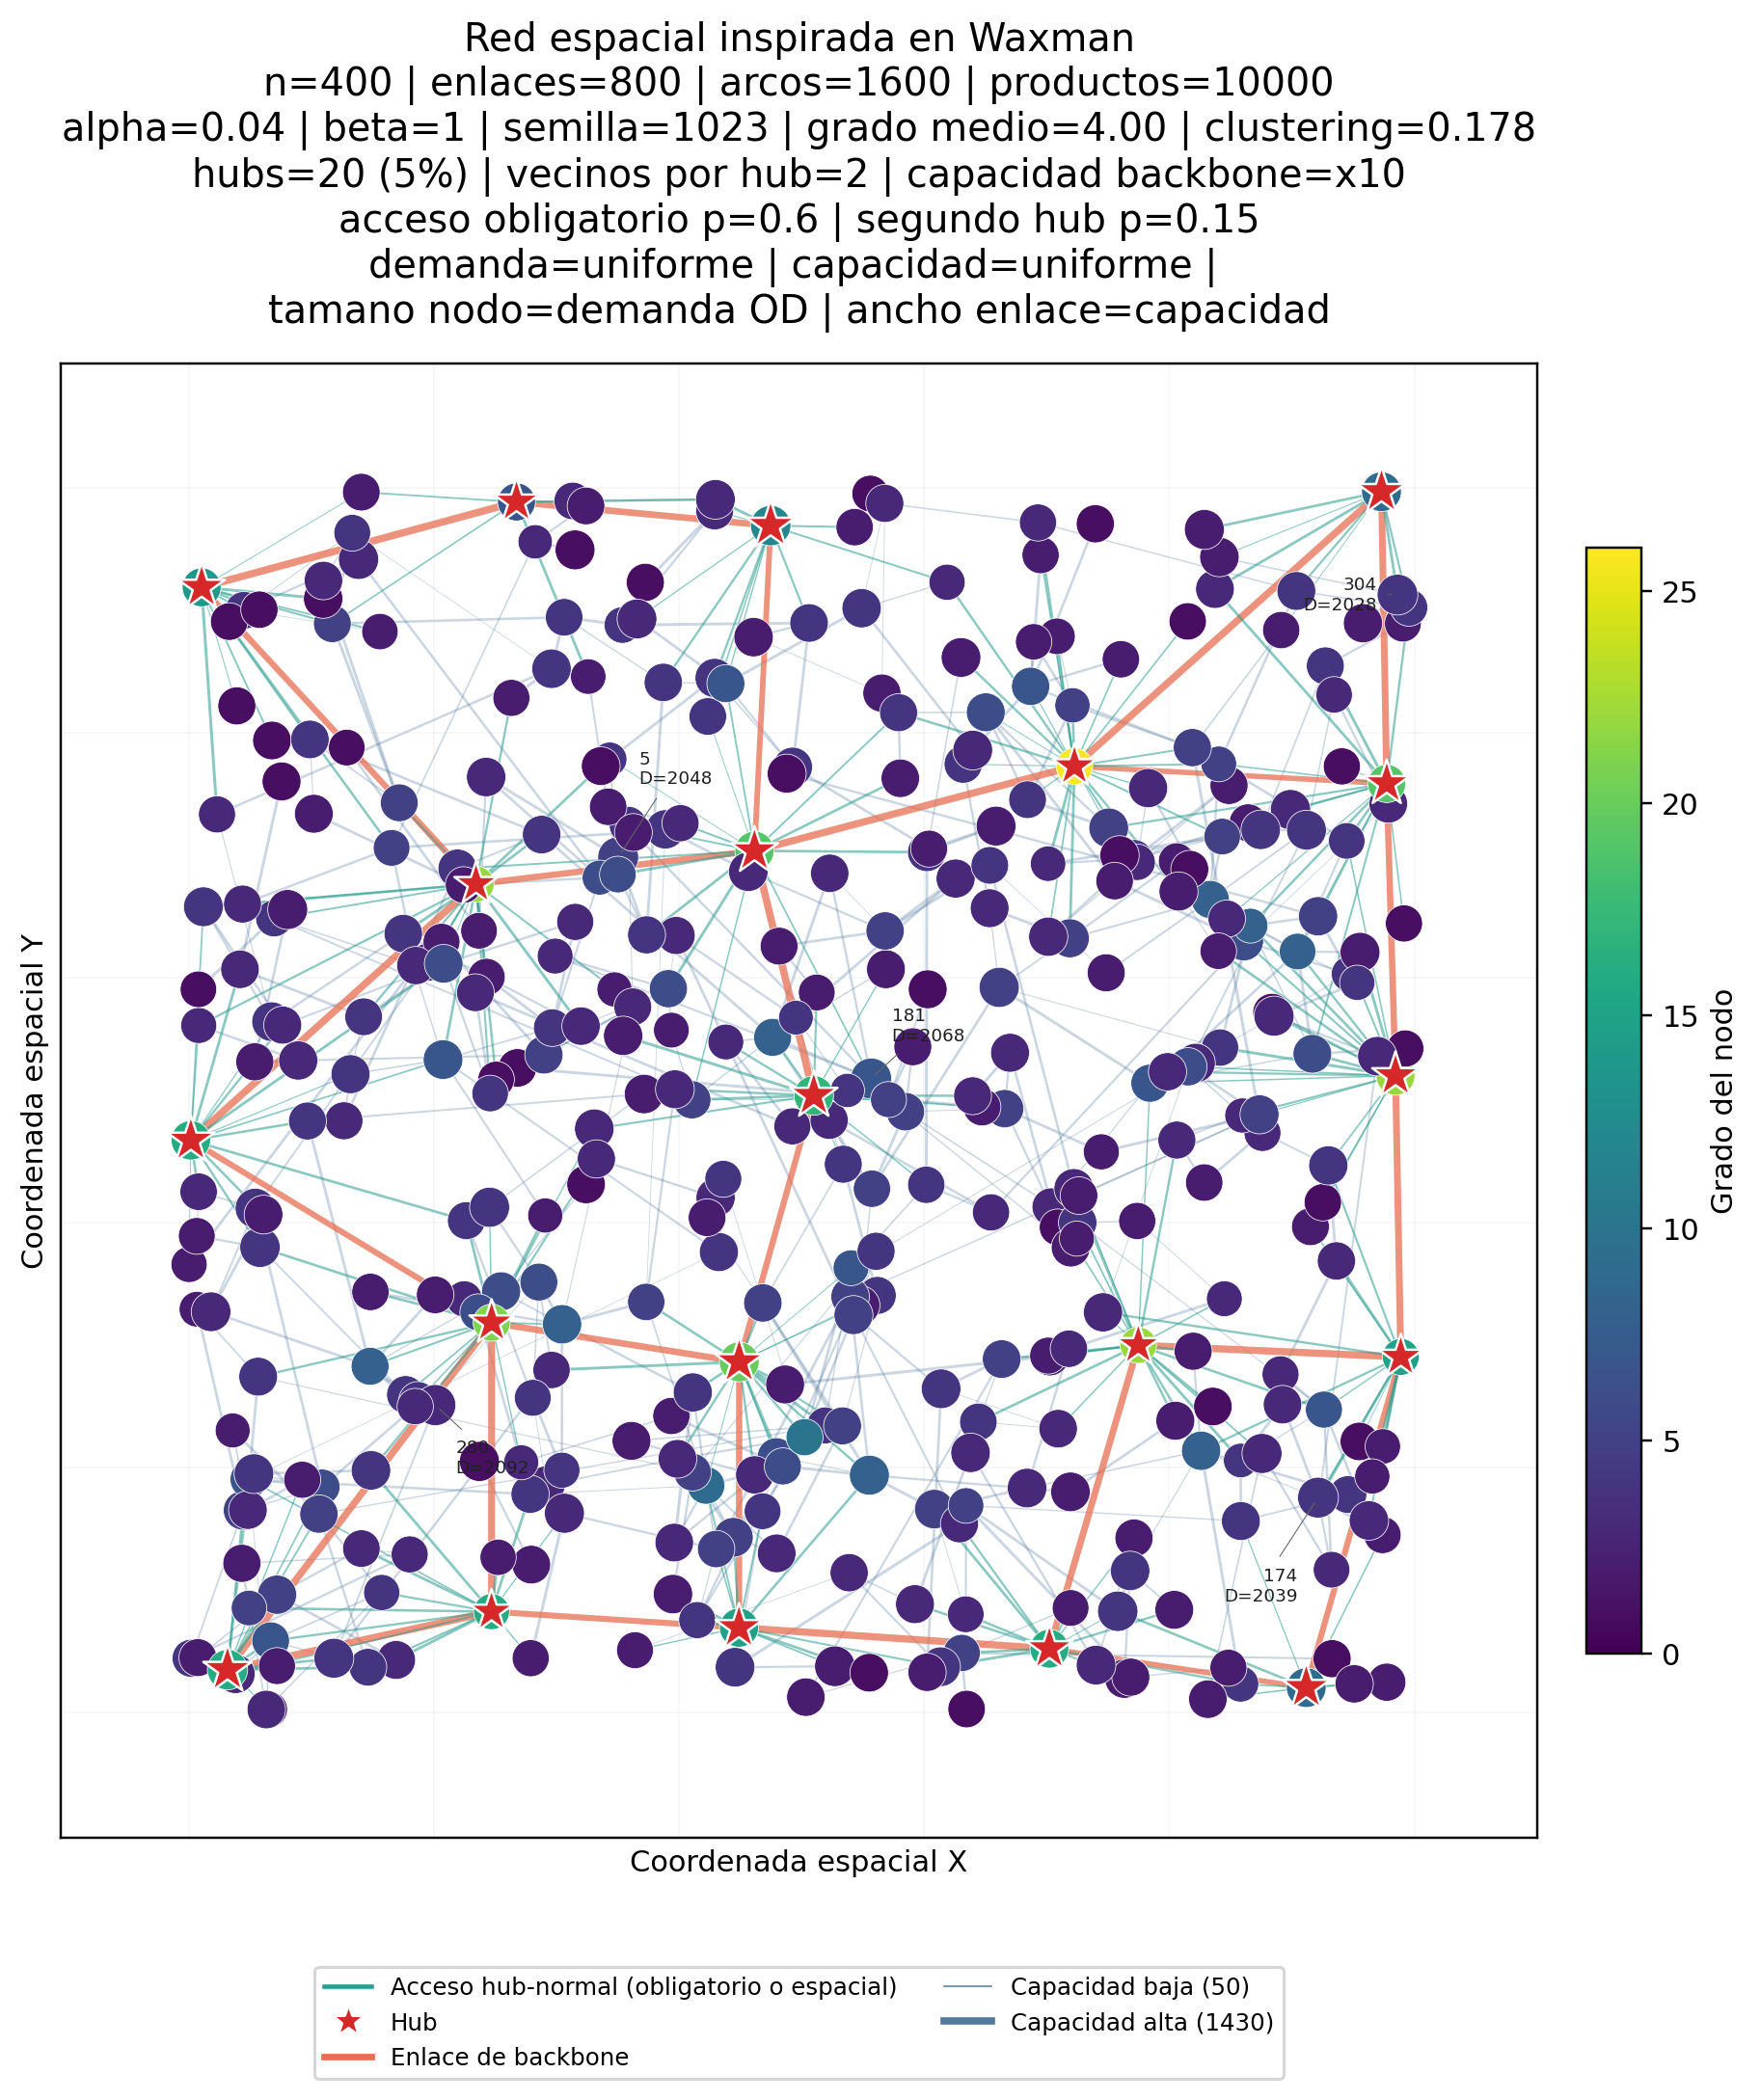 Red espacial inspirada en Waxman
n=400 | enlaces=800 | arcos=1600 | productos=10000
alpha=0.04 | beta=1 | semilla=1023 | grado medio=4.00 | clustering=0.178
hubs=20 (5%) | vecinos por hub=2 | capacidad backbone=x10
acceso obligatorio p=0.6 | segundo hub p=0.15
demanda=uniforme | capacidad=uniforme |
tamano nodo=demanda OD | ancho enlace=capacidad
304
D=2028
5
D=2048
181
D=2068
280
D=2092
174
D=2039
Coordenada espacial Y
Coordenada espacial X
25
20
15
10
5
0
Grado del nodo
Acceso hub-normal (obligatorio o espacial)
Hub
Enlace de backbone
Capacidad baja (50)
Capacidad alta (1430)